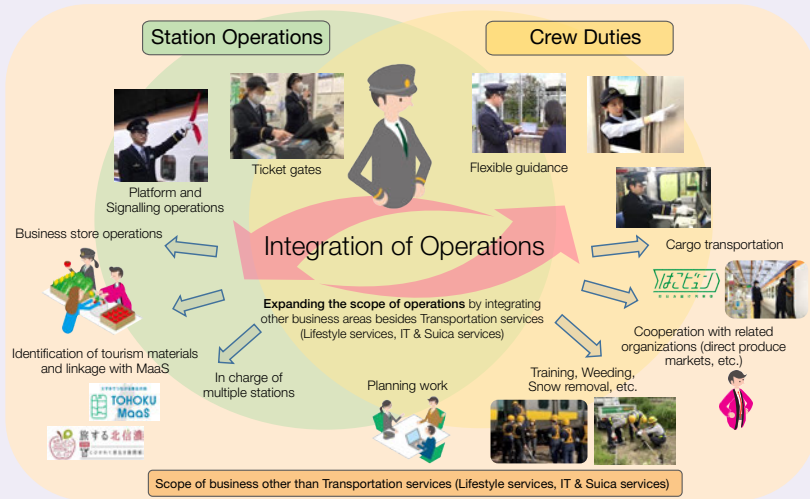 Station Operations
Crew Duties
Ticket gates
Flexible guidance
Platform and
Signalling operations
Business store operations
Integration of Operations
Cargo transportation
はこビュン
Expanding the scope of operations by integrating
other business areas besides Transportation services
(Lifestyle services, IT & Suica services)
Cooperation with related
organizations (direct produce
markets, etc.)
Identification of tourism materials
and linkage with MaaS
In charge of
multiple stations
Planning work
Training, Weeding,
Snow removal, etc.
TOHOKU
MaaS
旅する北信濃
Scope of business other than Transportation services (Lifestyle services, IT & Suica services)